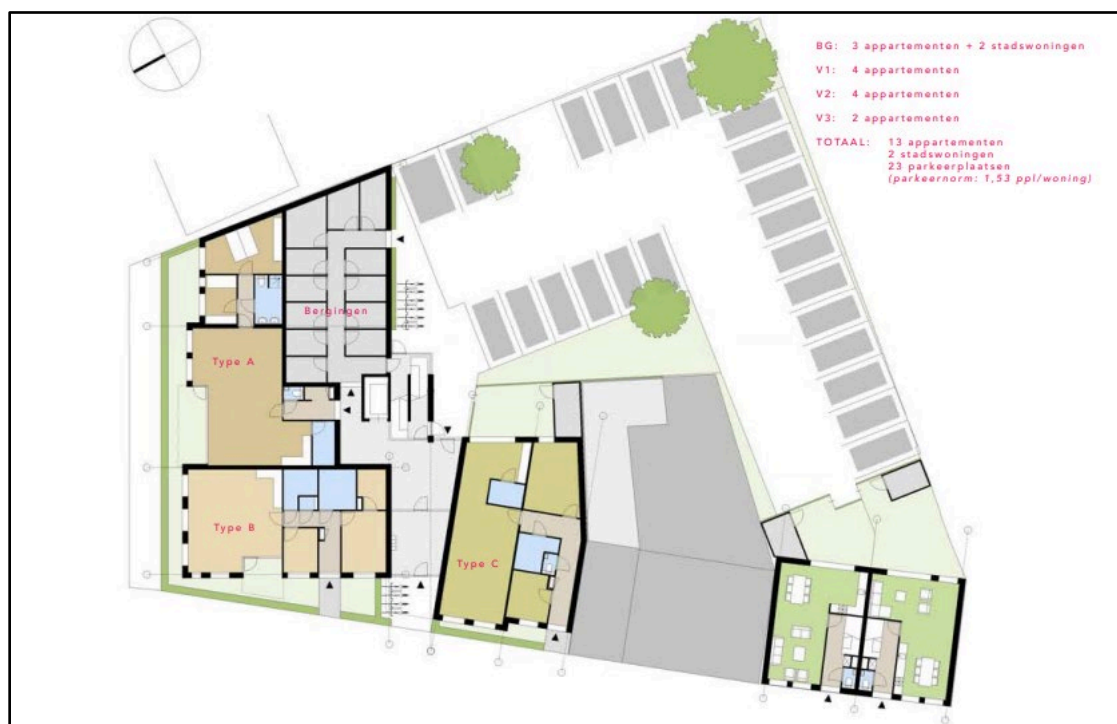 BG: 3 appartementen + 2 stadswoningen
V1: 4 appartementen
V2: 4 appartementen
V3: 2 appartementen
TOTAAL: 13 appartementen
2 stadswoningen
23 parkeerplaatsen
(parkeernorm: 1,53 ppl/woning)
Bergingen
Type A
Type B
Type C